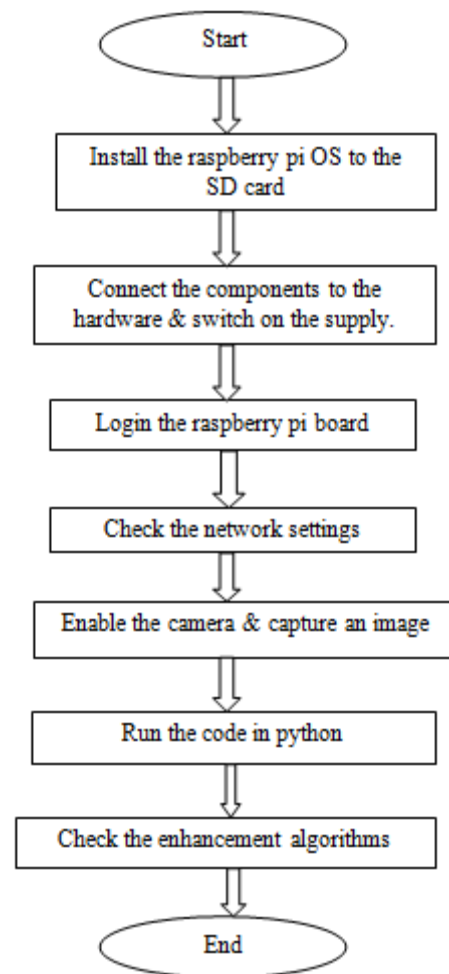 Start
Install the raspberry pi OS to the
SD card
Connect the components to the
hardware & switch on the supply.
Login the raspberry pi board
Check the network settings
Enable the camera & capture an image
Run the code in python
Check the enhancement algorithms
End